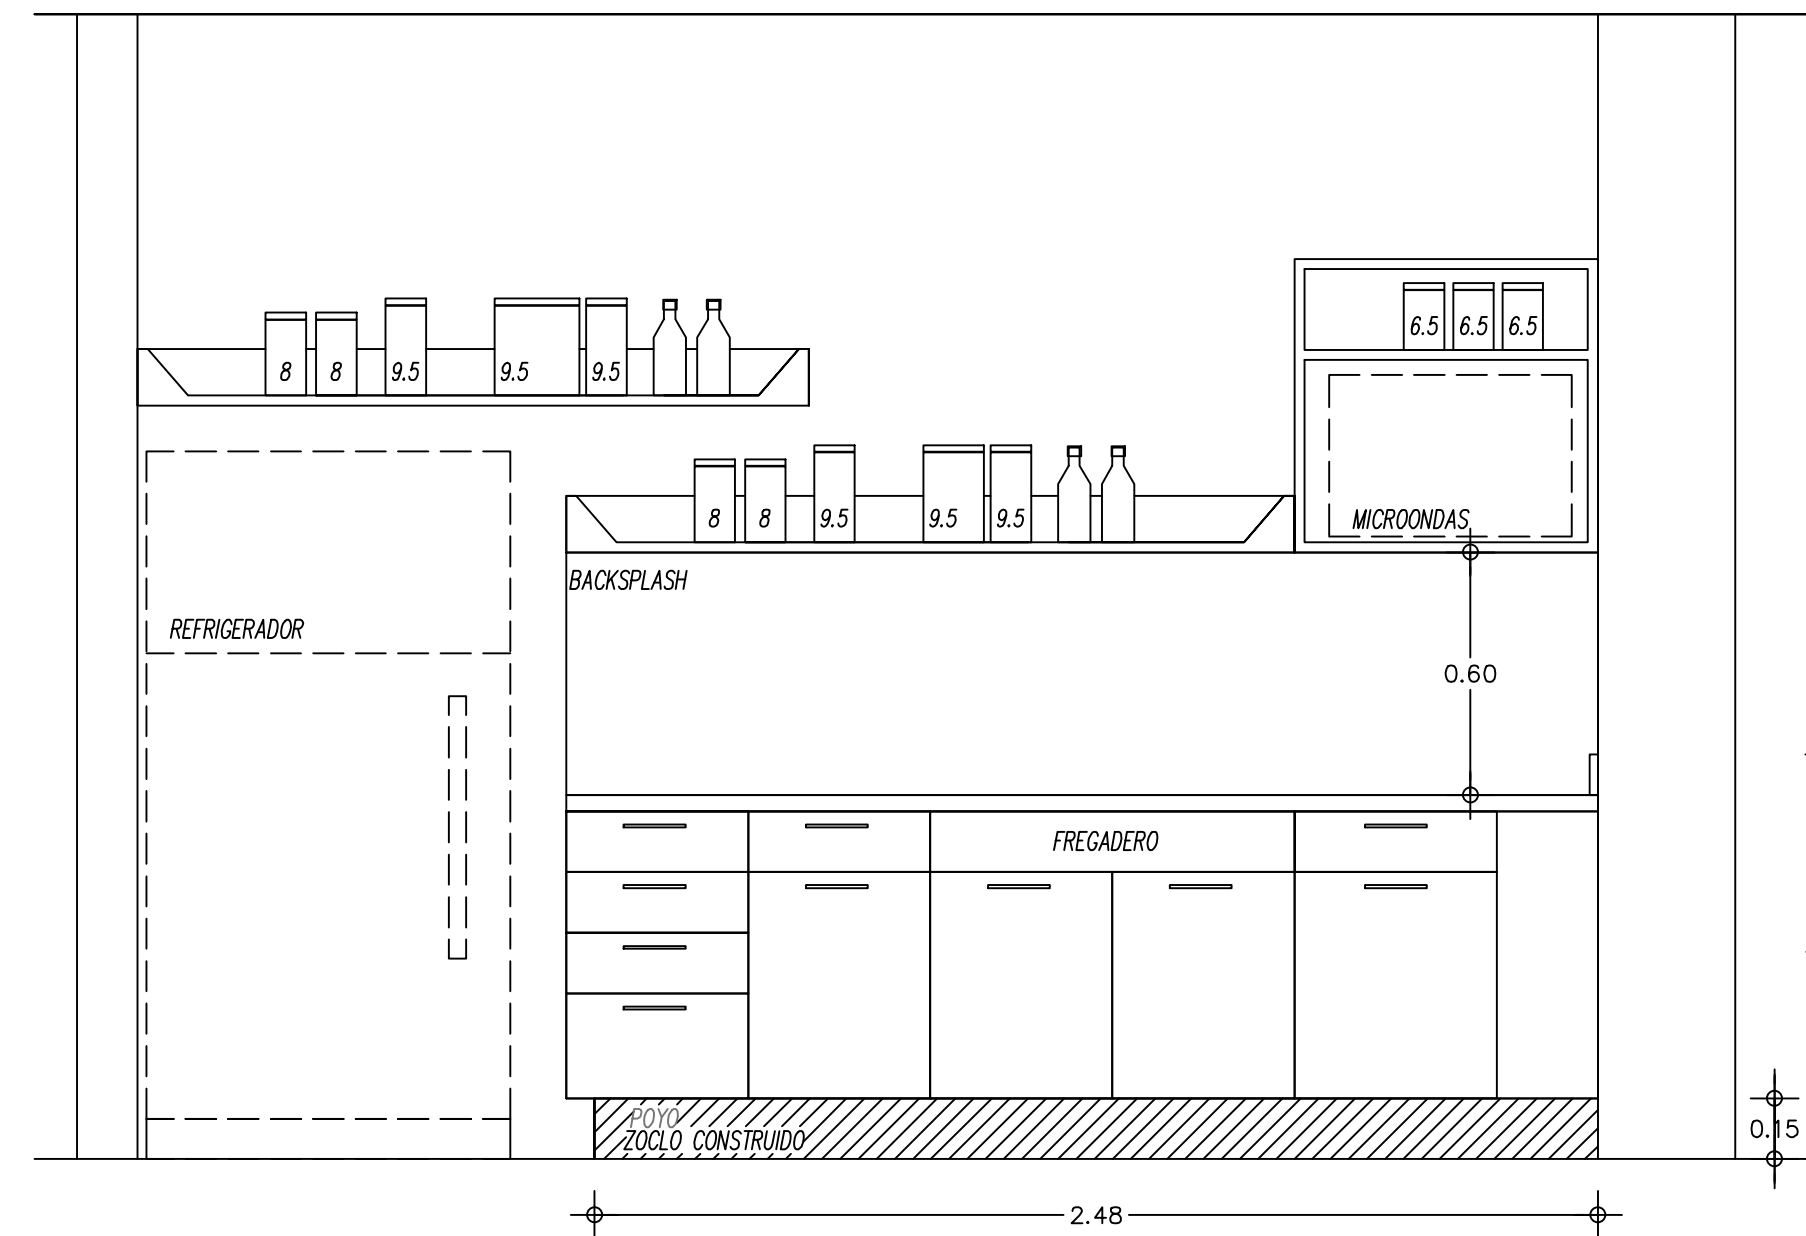 6.5 6.5 6.5
8 8 9.5 9.5 9.5
8 8 9.5 9.5 9.5
MICROONDAS
BACKSPLASH
REFRIGERADOR
0.60
FREGADERO
POYO
ZOCLO CONSTRUIDO
0.15
2.48